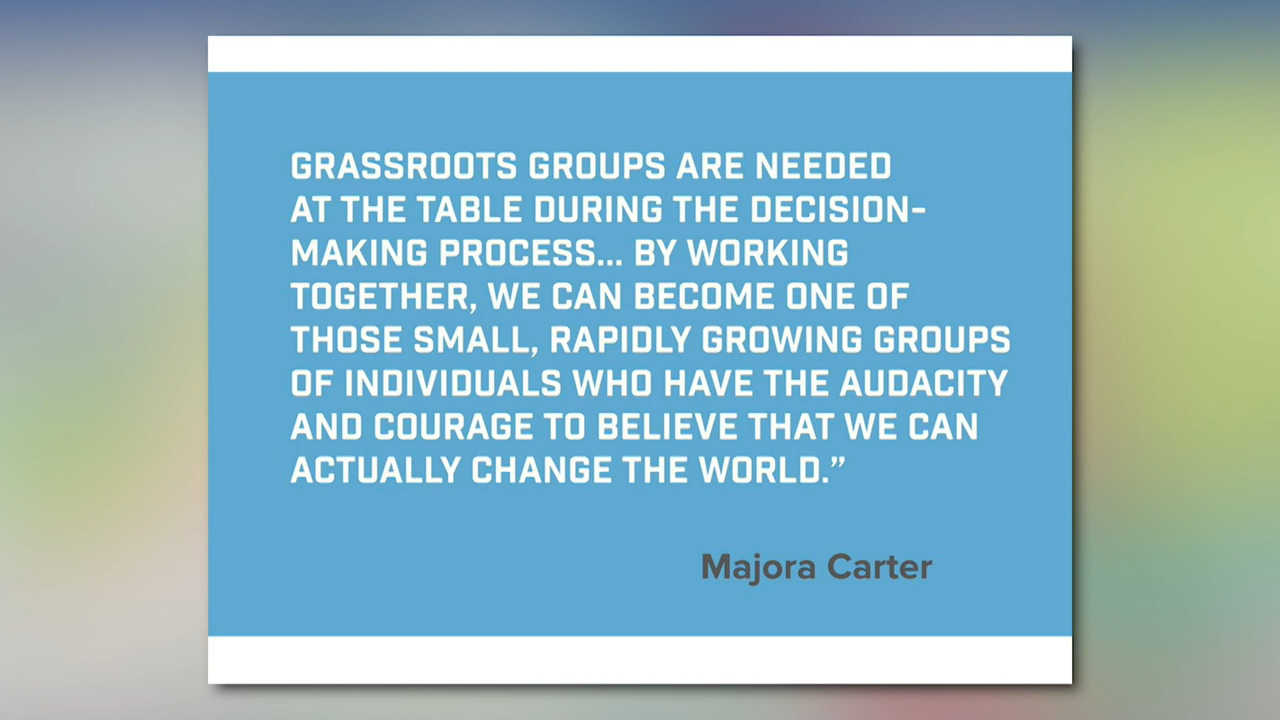 GRASSROOTS GROUPS ARE NEEDED
AT THE TABLE DURING THE DECISION-
MAKING PROCESS... BY WORKING
TOGETHER, WE CAN BECOME ONE OF
THOSE SMALL, RAPIDLY GROWING GROUPS
OF INDIVIDUALS WHO HAVE THE AUDACITY
AND COURAGE TO BELIEVE THAT WE CAN
ACTUALLY CHANGE THE WORLD.”
Majora Carter